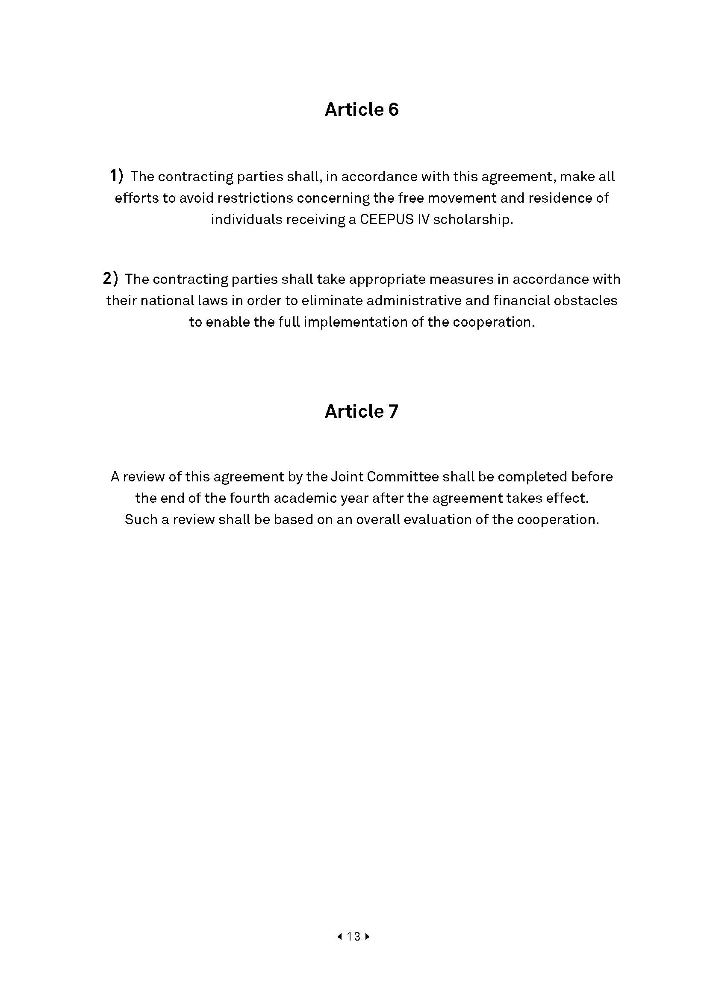 Article 6
1) The contracting parties shall, in accordance with this agreement, make all
efforts to avoid restrictions concerning the free movement and residence of
individuals receiving a CEEPUS IV scholarship.
2) The contracting parties shall take appropriate measures in accordance with
their national laws in order to eliminate administrative and financial obstacles
to enable the full implementation of the cooperation.
Article 7
A review of this agreement by the Joint Committee shall be completed before
the end of the fourth academic year after the agreement takes effect.
Such a review shall be based on an overall evaluation of the cooperation.
◂ 13 ▸